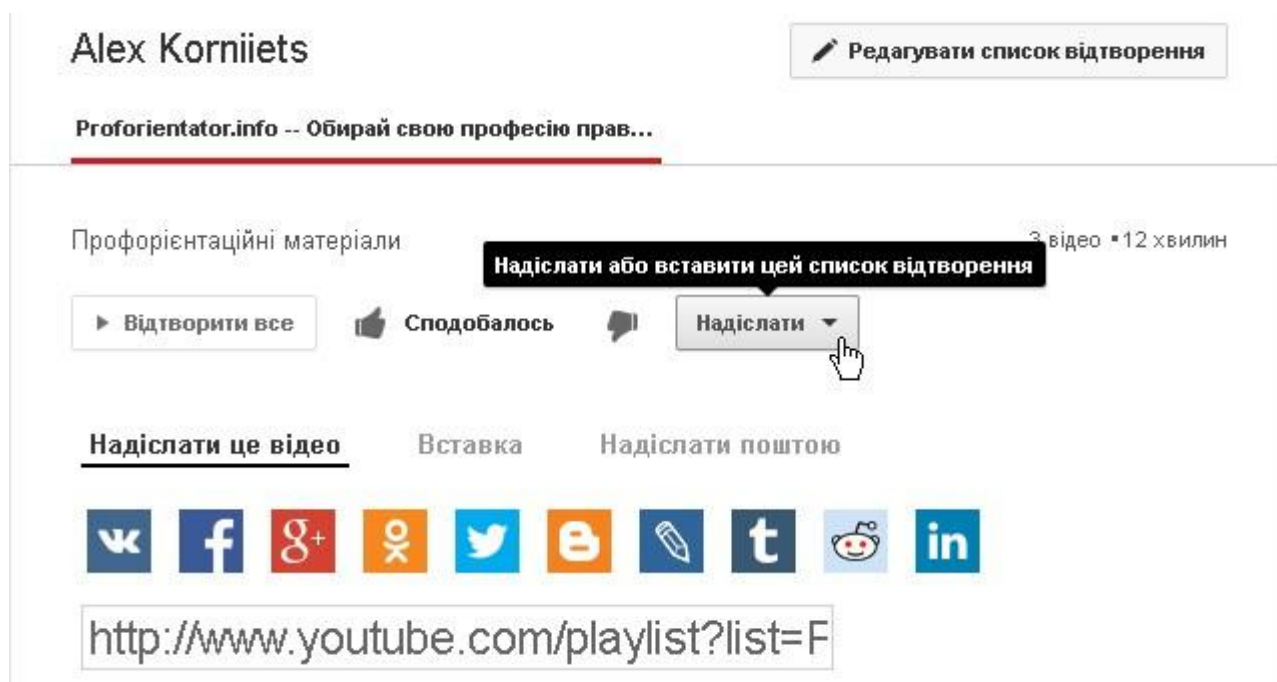 Alex Korniiets
Редагувати список відтворення
Proforientator.info -- Обирай свою професію прав...
Профорієнтаційні матеріали
3 відео ▪ 12 хвилин
Надіслати або вставити цей список відтворення
Відтворити все
Сподобалось
Надіслати
Надіслати це відео
Вставка
Надіслати поштою
http://www.youtube.com/playlist?list=F